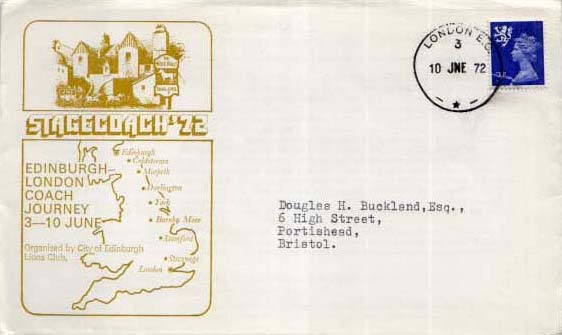 STAGECOACH '72
EDINBURGH-
LONDON
COACH
JOURNEY
3—10 JUNE
Organised by City of Edinburgh
Lions Club.
Edinburgh
Coldstream
Morpeth
Darlington
York
Barnby Moor
Stamford
Stevenage
London
LONDON E.C.
3
10 JNE 72
Douglas H. Buckland,Esq.,
6 High Street,
Portishead,
Bristol.